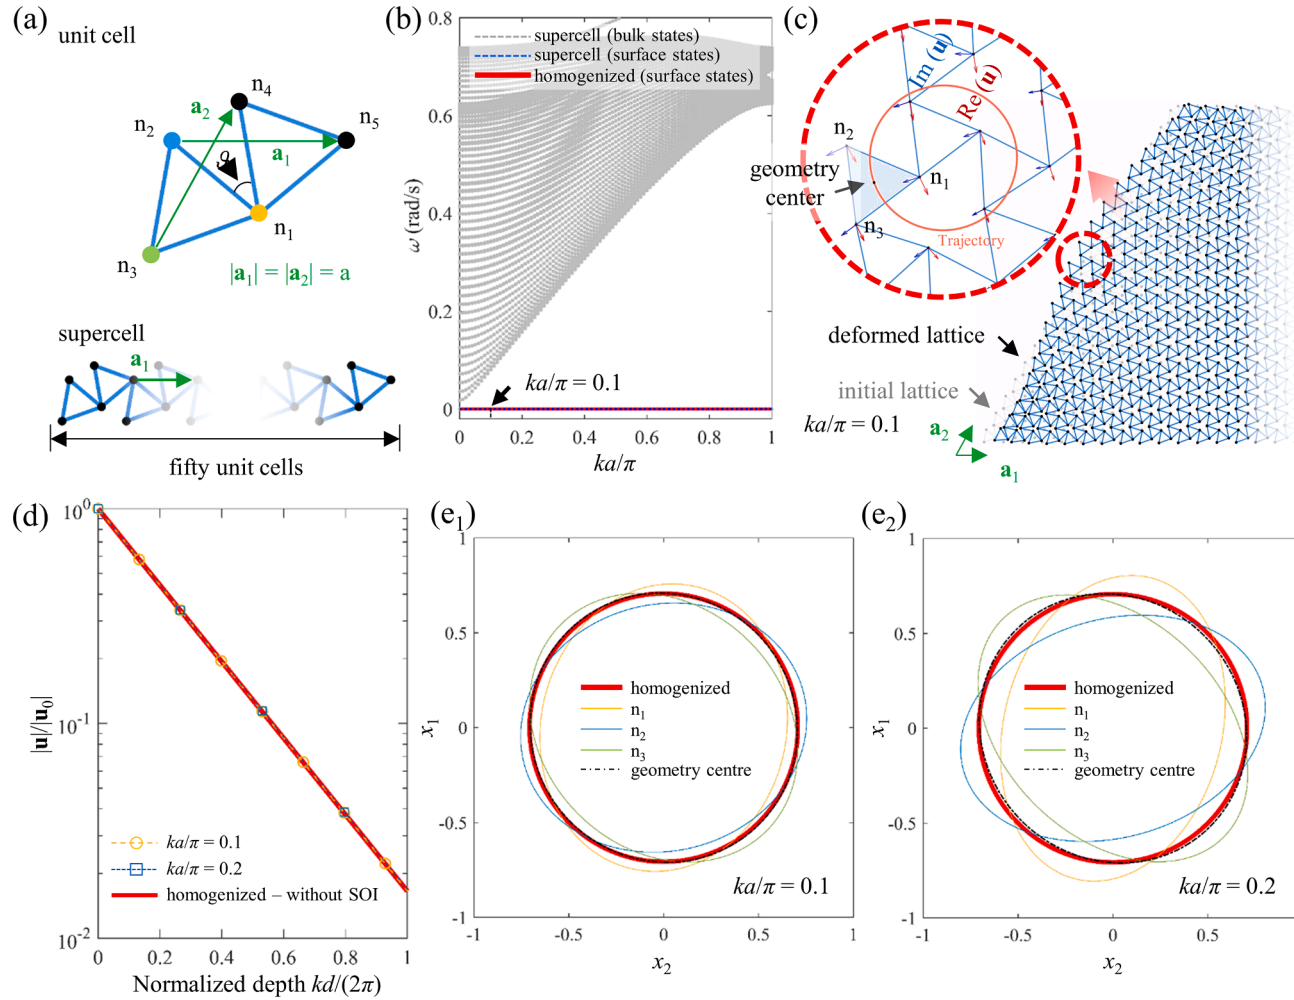 (a)
unit cell
n4
a2
n2
n5
a1
ϑ
n1
n3
|a1| = |a2| = a
supercell
a1
fifty unit cells
(b)
0.8
supercell (bulk states)
supercell (surface states)
homogenized (surface states)
0.6
0.4
0.2
0
ω (rad/s)
ka/π = 0.1
0 0.2 0.4 0.6 0.8 1
ka/π
(c)
Im (u)
Re (u)
n2
geometry
center
n1
n3
Trajectory
deformed lattice
initial lattice
ka/π = 0.1
a2
a1
(d)
10^0
10^-1
10^-2
|u|/|u0|
ka/π = 0.1
ka/π = 0.2
homogenized – without SOI
0 0.2 0.4 0.6 0.8 1
Normalized depth kd/(2π)
(e1)
1
0.5
0
-0.5
-1
x1
homogenized
n1
n2
n3
geometry centre
ka/π = 0.1
-1 -0.5 0 0.5 1
x2
(e2)
1
0.5
0
-0.5
-1
x1
homogenized
n1
n2
n3
geometry centre
ka/π = 0.2
-1 -0.5 0 0.5
x2